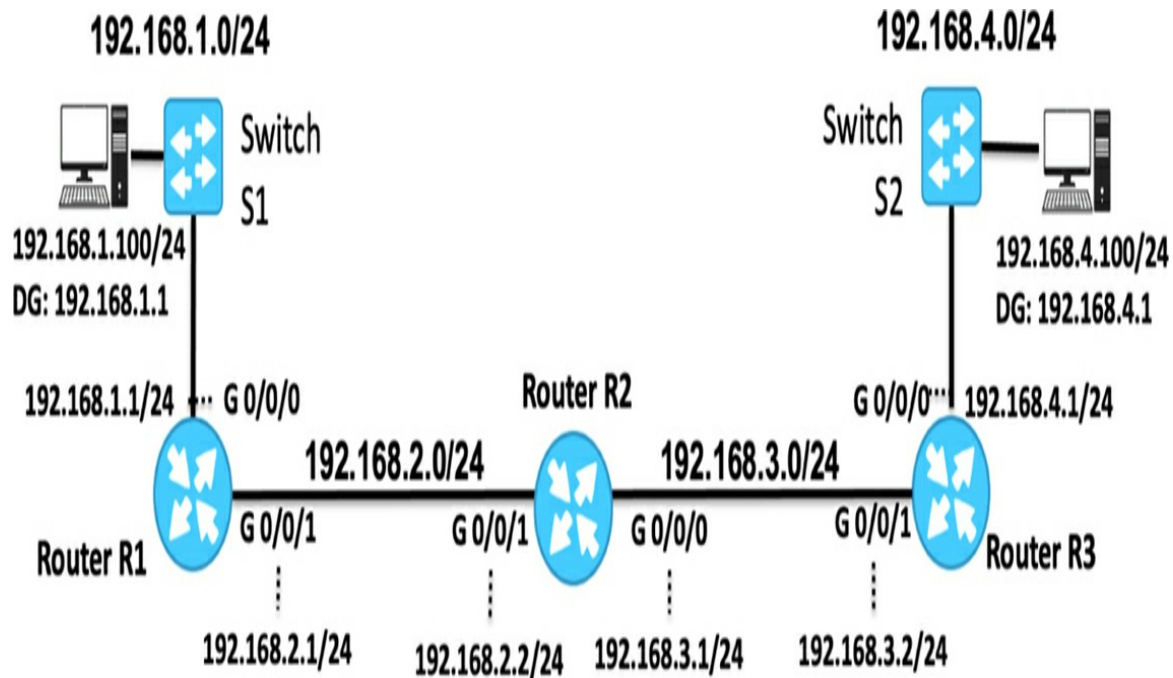 192.168.1.0/24
192.168.4.0/24
Switch
S1
Switch
S2
192.168.1.100/24
DG: 192.168.1.1
192.168.4.100/24
DG: 192.168.4.1
192.168.1.1/24
G 0/0/0
Router R2
G 0/0/0
192.168.4.1/24
192.168.2.0/24
192.168.3.0/24
Router R1
G 0/0/1
G 0/0/1
G 0/0/0
G 0/0/1
Router R3
192.168.2.1/24
192.168.2.2/24
192.168.3.1/24
192.168.3.2/24